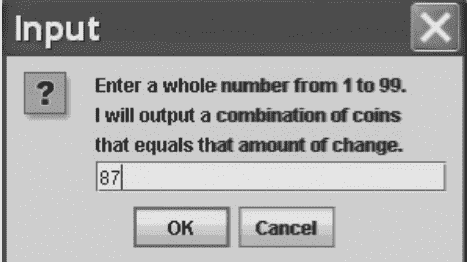 Input
Enter a whole number from 1 to 99.
I will output a combination of coins
that equals that amount of change.
87
OK Cancel